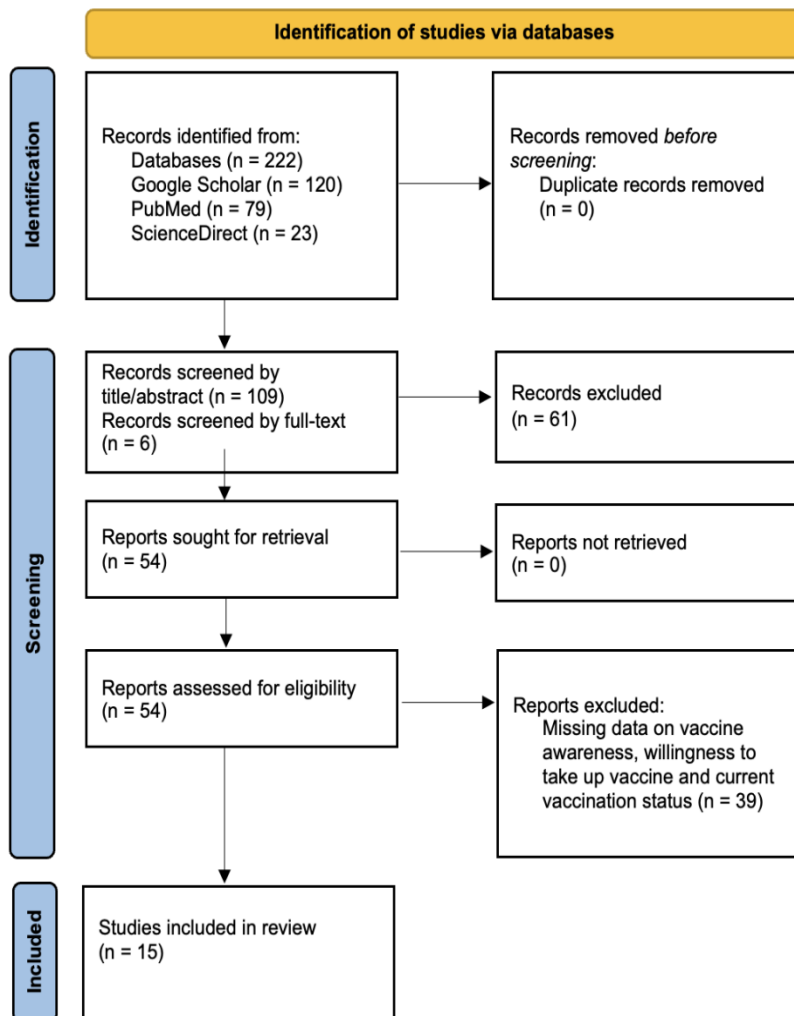 Identification of studies via databases
Identification
Records identified from:
Databases (n = 222)
Google Scholar (n = 120)
PubMed (n = 79)
ScienceDirect (n = 23)
Records removed before
screening:
Duplicate records removed
(n = 0)
Screening
Records screened by
title/abstract (n = 109)
Records screened by full-text
(n = 6)
Records excluded
(n = 61)
Reports sought for retrieval
(n = 54)
Reports not retrieved
(n = 0)
Reports assessed for eligibility
(n = 54)
Reports excluded:
Missing data on vaccine
awareness, willingness to
take up vaccine and current
vaccination status (n = 39)
Included
Studies included in review
(n = 15)